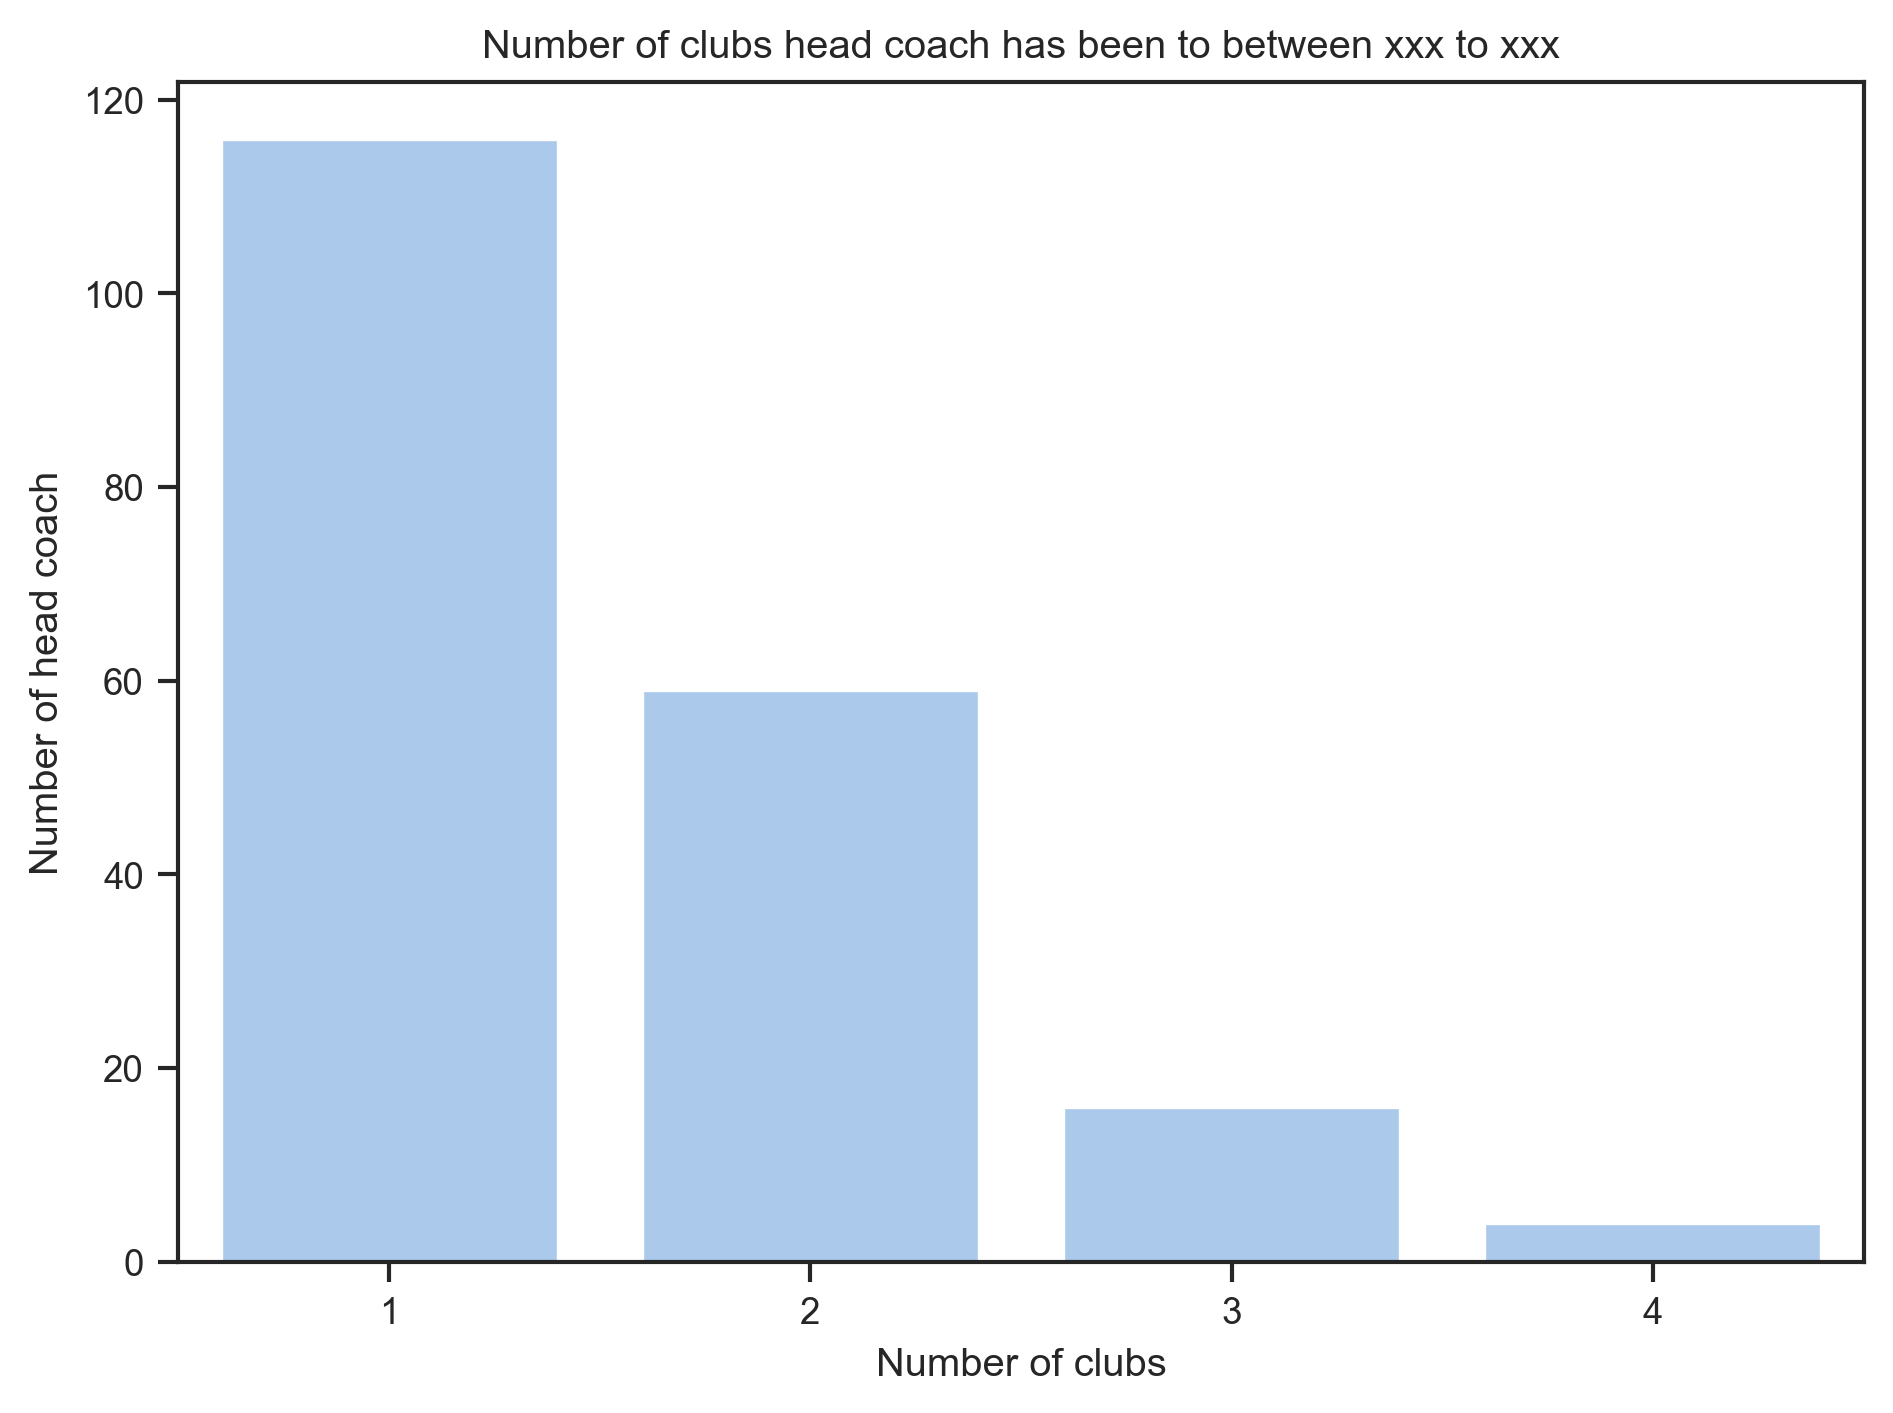 Number of clubs head coach has been to between xxx to xxx
120
100
80
60
40
20
0
Number of head coach
1 2 3 4
Number of clubs